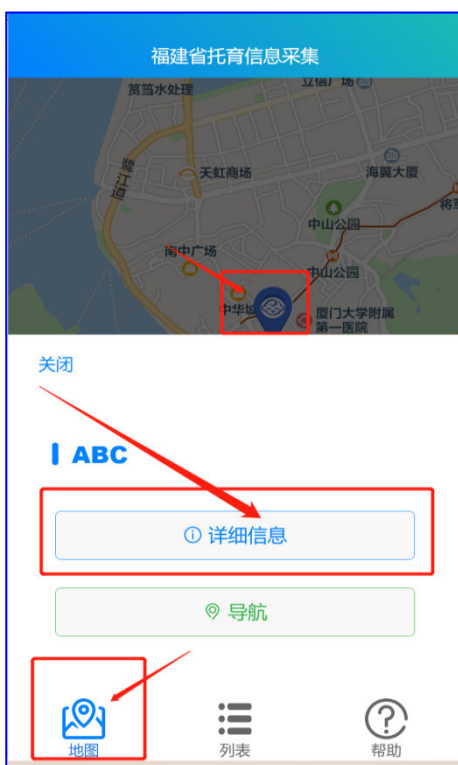 福建省托育信息采集
筼筜水处理
立信广场
鹭江道
天虹商场
海翼大厦
中山公园
将军
南中广场
中山公园
中华城
厦门大学附属
第一医院
关闭
ABC
详细信息
导航
地图
列表
帮助